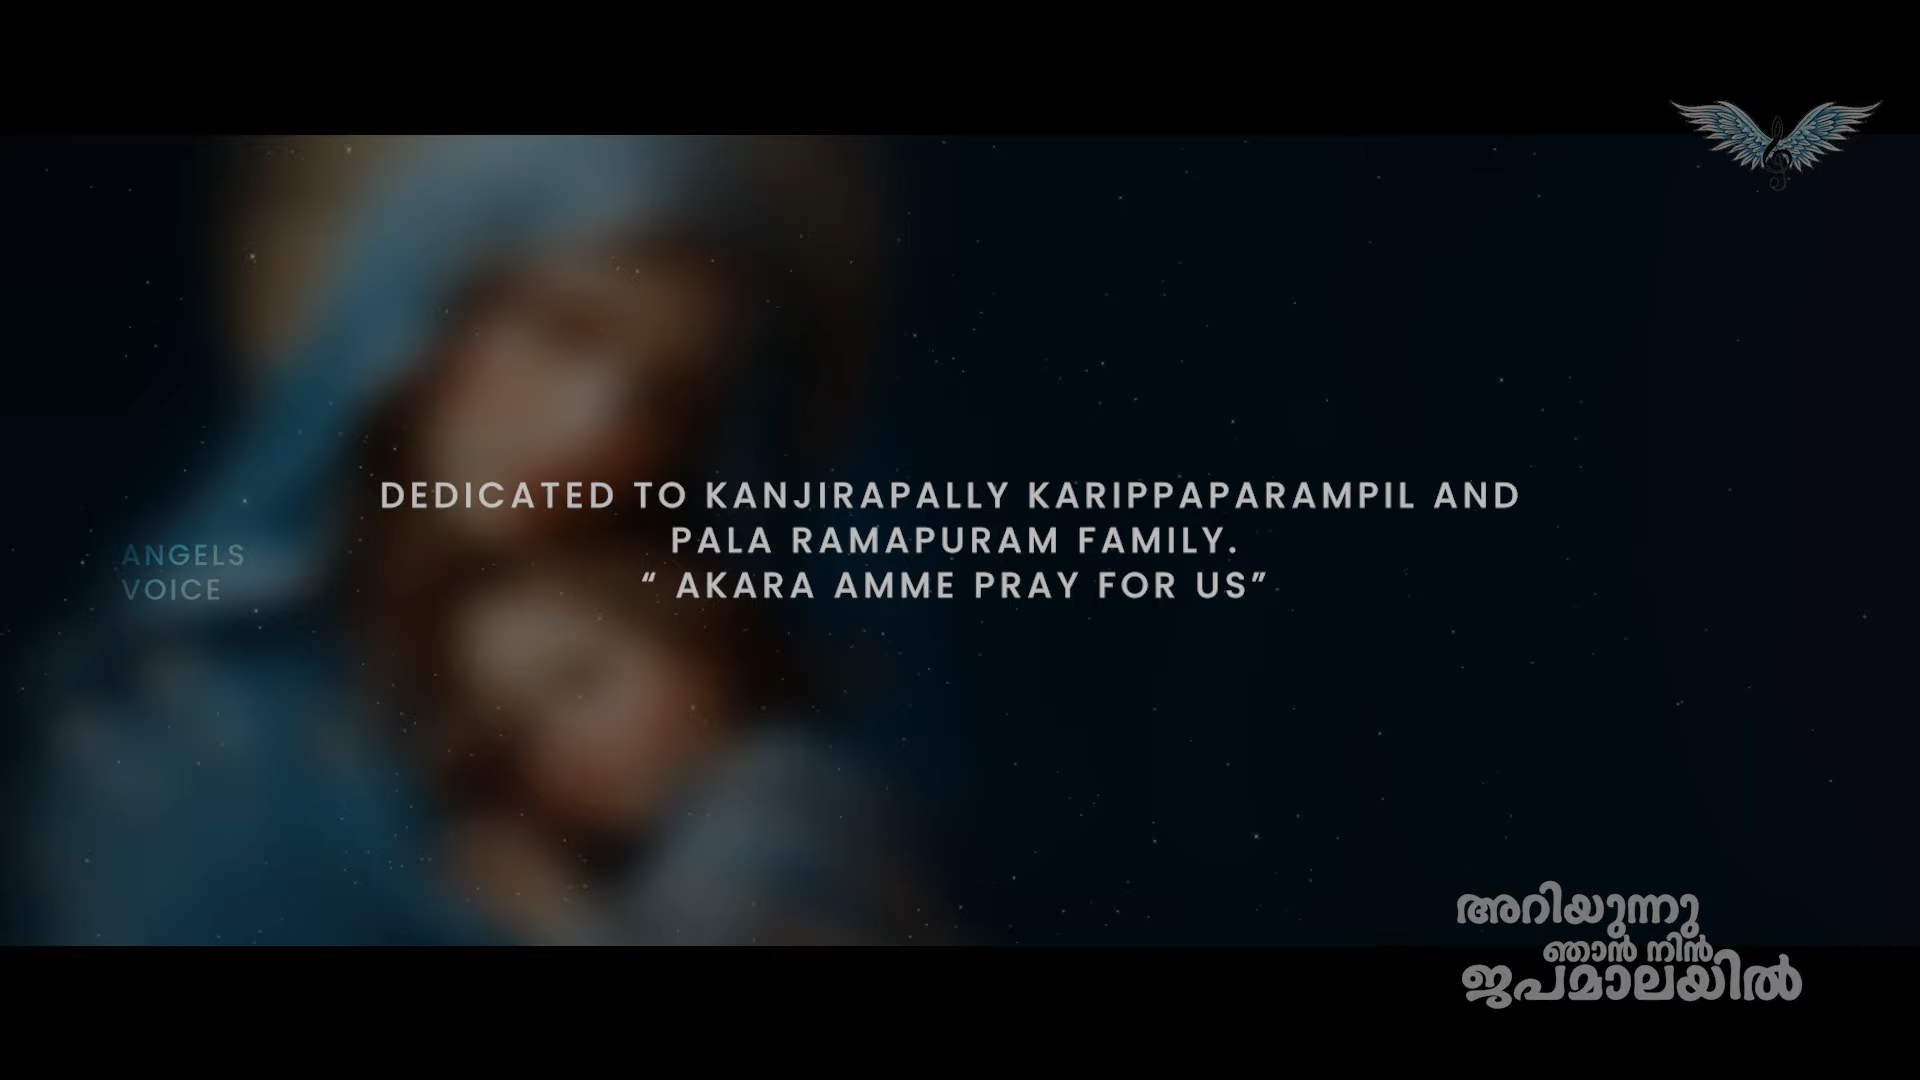 DEDICATED TO KANJIRAPALLY KARIPPAPARAMPIL AND
PALA RAMAPURAM FAMILY.
“ AKARA AMME PRAY FOR US”
ANGELS
VOICE
അറിയുന്നു
ഞാൻ നിൻ
ജപമാലയിൽ